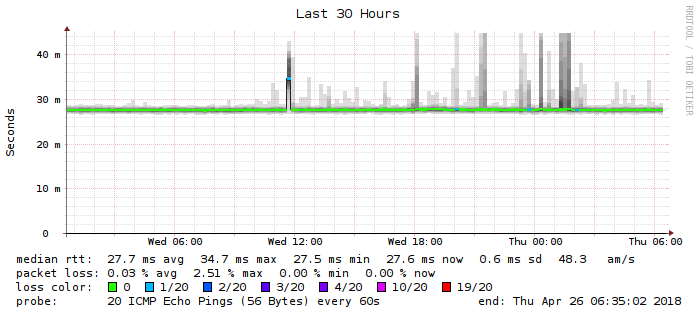 Last 30 Hours
RRDTOOL / TOBI OETIKER
Seconds
40 m
30 m
20 m
10 m
0
Wed 06:00 Wed 12:00 Wed 18:00 Thu 00:00 Thu 06:00
median rtt: 27.7 ms avg 34.7 ms max 27.5 ms min 27.6 ms now 0.6 ms sd 48.3 am/s
packet loss: 0.03 % avg 2.51 % max 0.00 % min 0.00 % now
loss color: 0 1/20 2/20 3/20 4/20 10/20 19/20
probe: 20 ICMP Echo Pings (56 Bytes) every 60s end: Thu Apr 26 06:35:02 2018